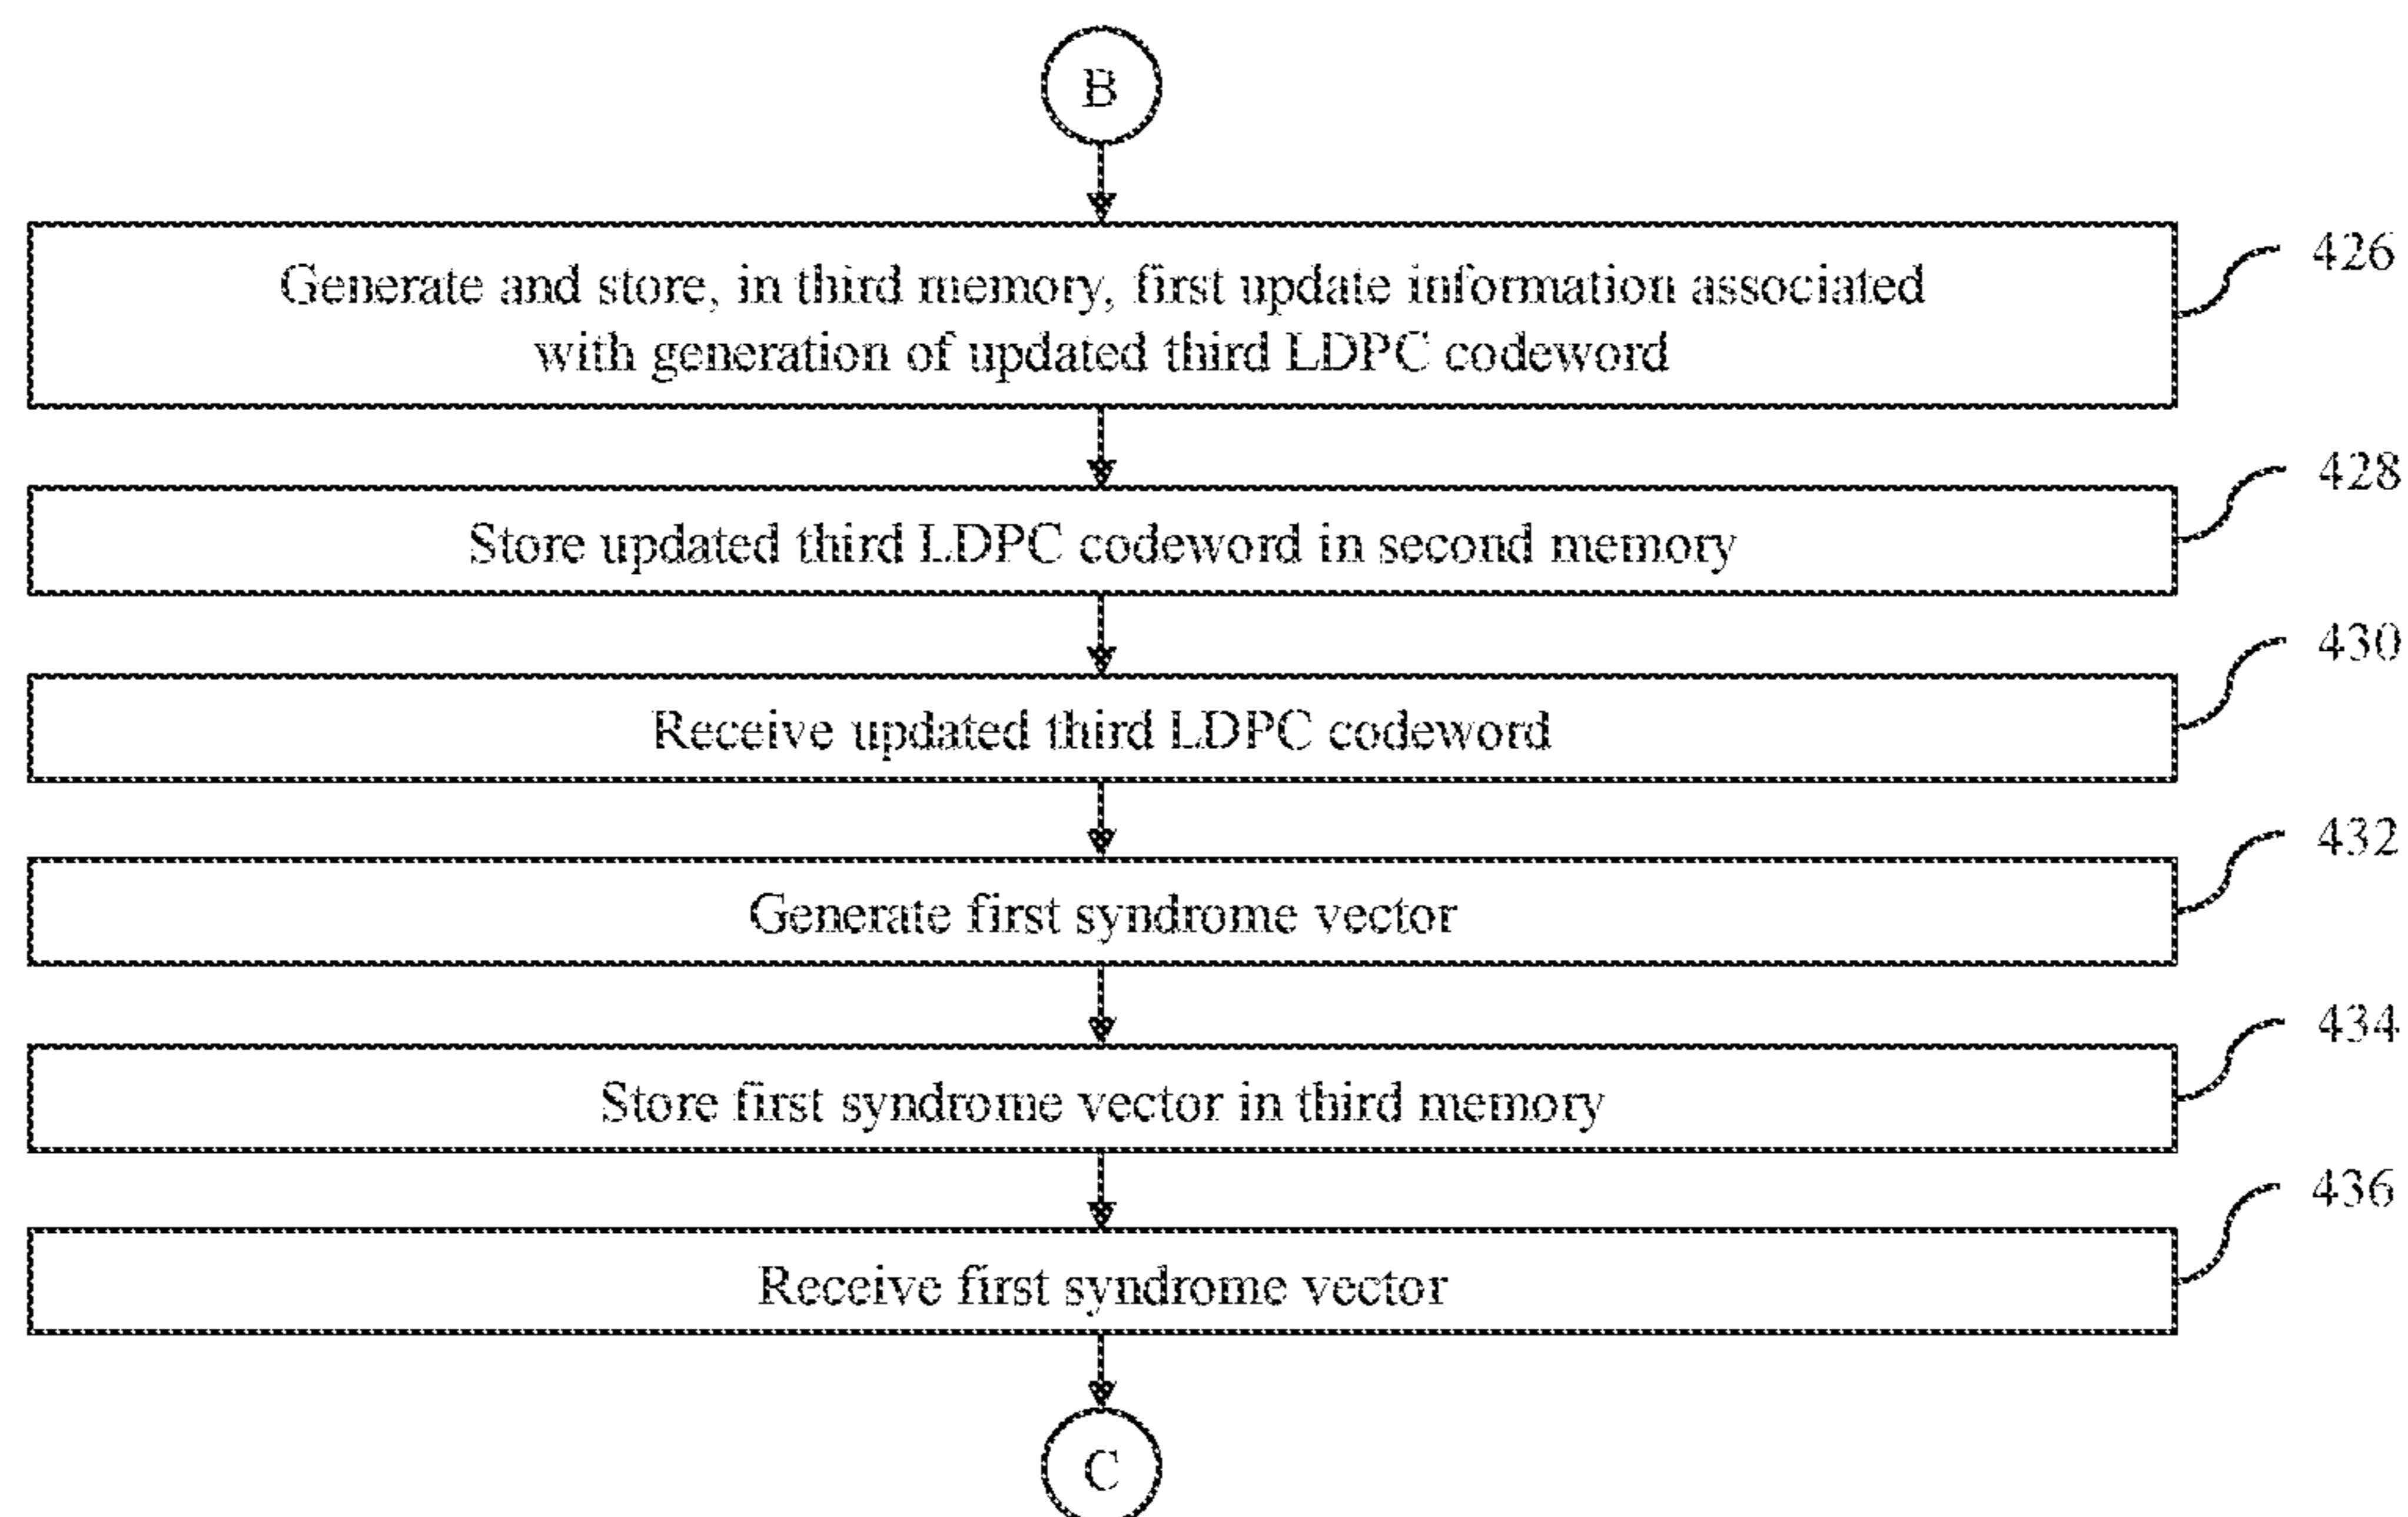 B
426
Generate and store, in third memory, first update information associated
with generation of updated third LDPC codeword
428
Store updated third LDPC codeword in second memory
430
Receive updated third LDPC codeword
432
Generate first syndrome vector
434
Store first syndrome vector in third memory
436
Receive first syndrome vector
C